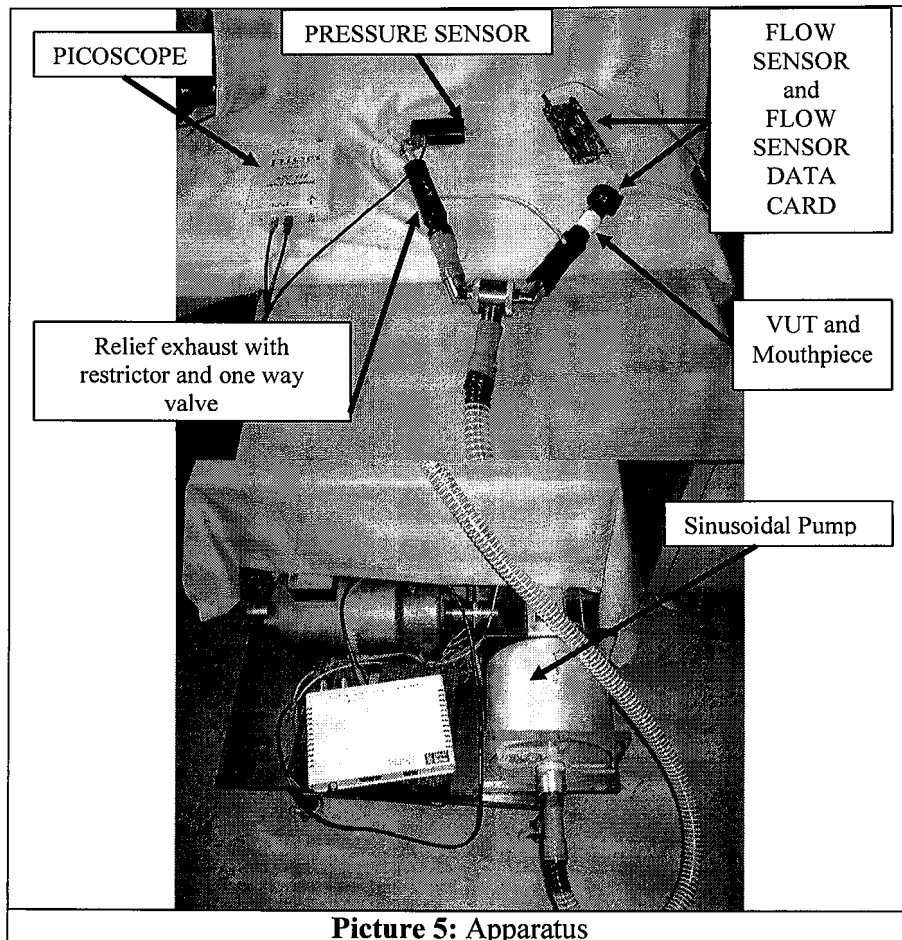 PICOSCOPE
PRESSURE SENSOR
FLOW
SENSOR
and
FLOW
SENSOR
DATA
CARD
Relief exhaust with
restrictor and one way
valve
VUT and
Mouthpiece
Sinusoidal Pump
Picture 5: Apparatus